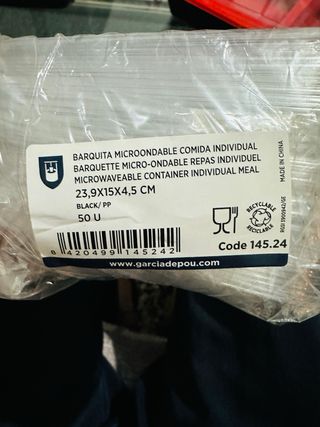 BARQUITA MICROONDABLE COMIDA INDIVIDUAL
BARQUETTE MICRO-ONDABLE REPAS INDIVIDUEL
MICROWAVEABLE CONTAINER INDIVIDUAL MEAL
23,9X15X4,5 CM
BLACK/ PP
50 U
MADE IN CHINA
RECYCLABLE
RECICLABLE
8 420499 145242
Code 145.24
www.garciadepou.com